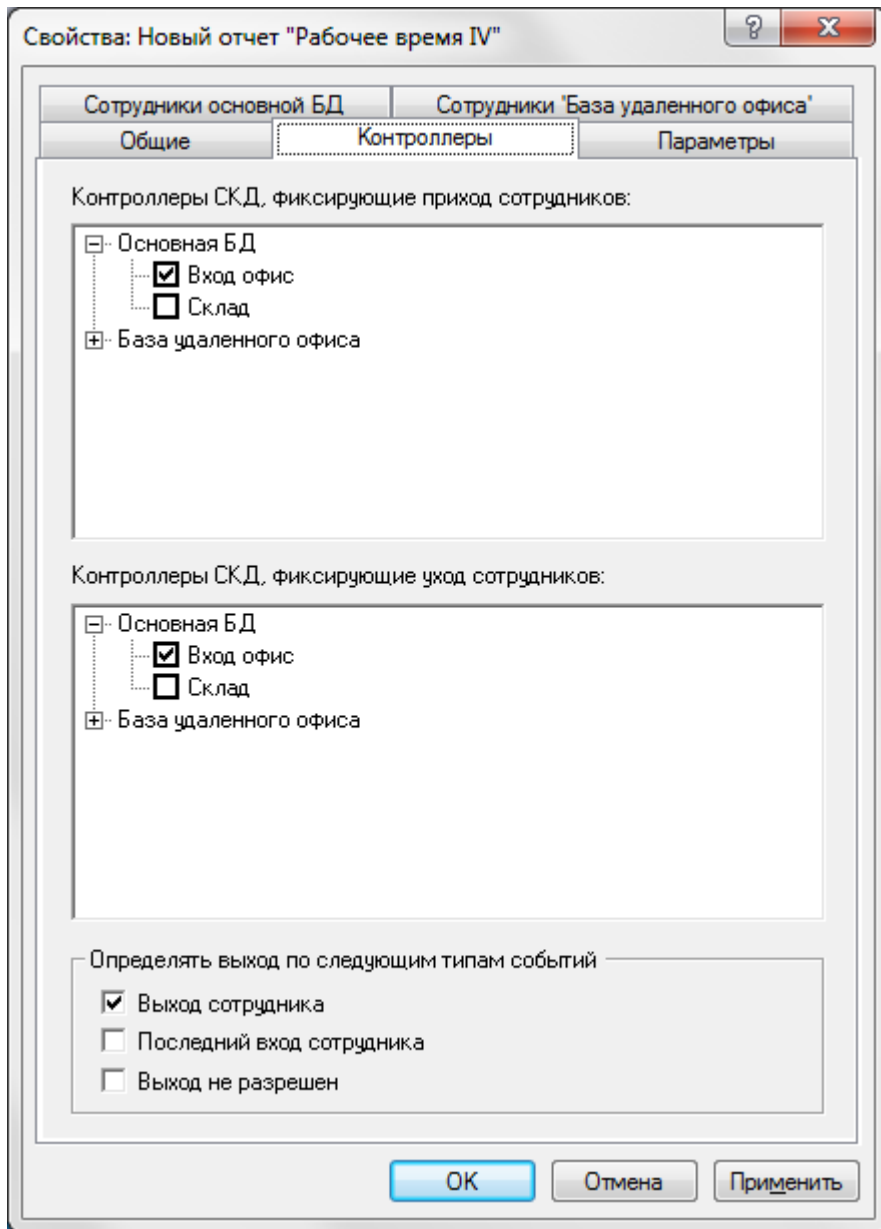 Свойства: Новый отчет "Рабочее время IV"
Сотрудники основной БД Сотрудники 'База удаленного офиса'
Общие Контроллеры Параметры
Контроллеры СКД, фиксирующие приход сотрудников:
Основная БД
Вход офис
Склад
База удаленного офиса
Контроллеры СКД, фиксирующие уход сотрудников:
Основная БД
Вход офис
Склад
База удаленного офиса
Определять выход по следующим типам событий
Выход сотрудника
Последний вход сотрудника
Выход не разрешен
OK Отмена Применить